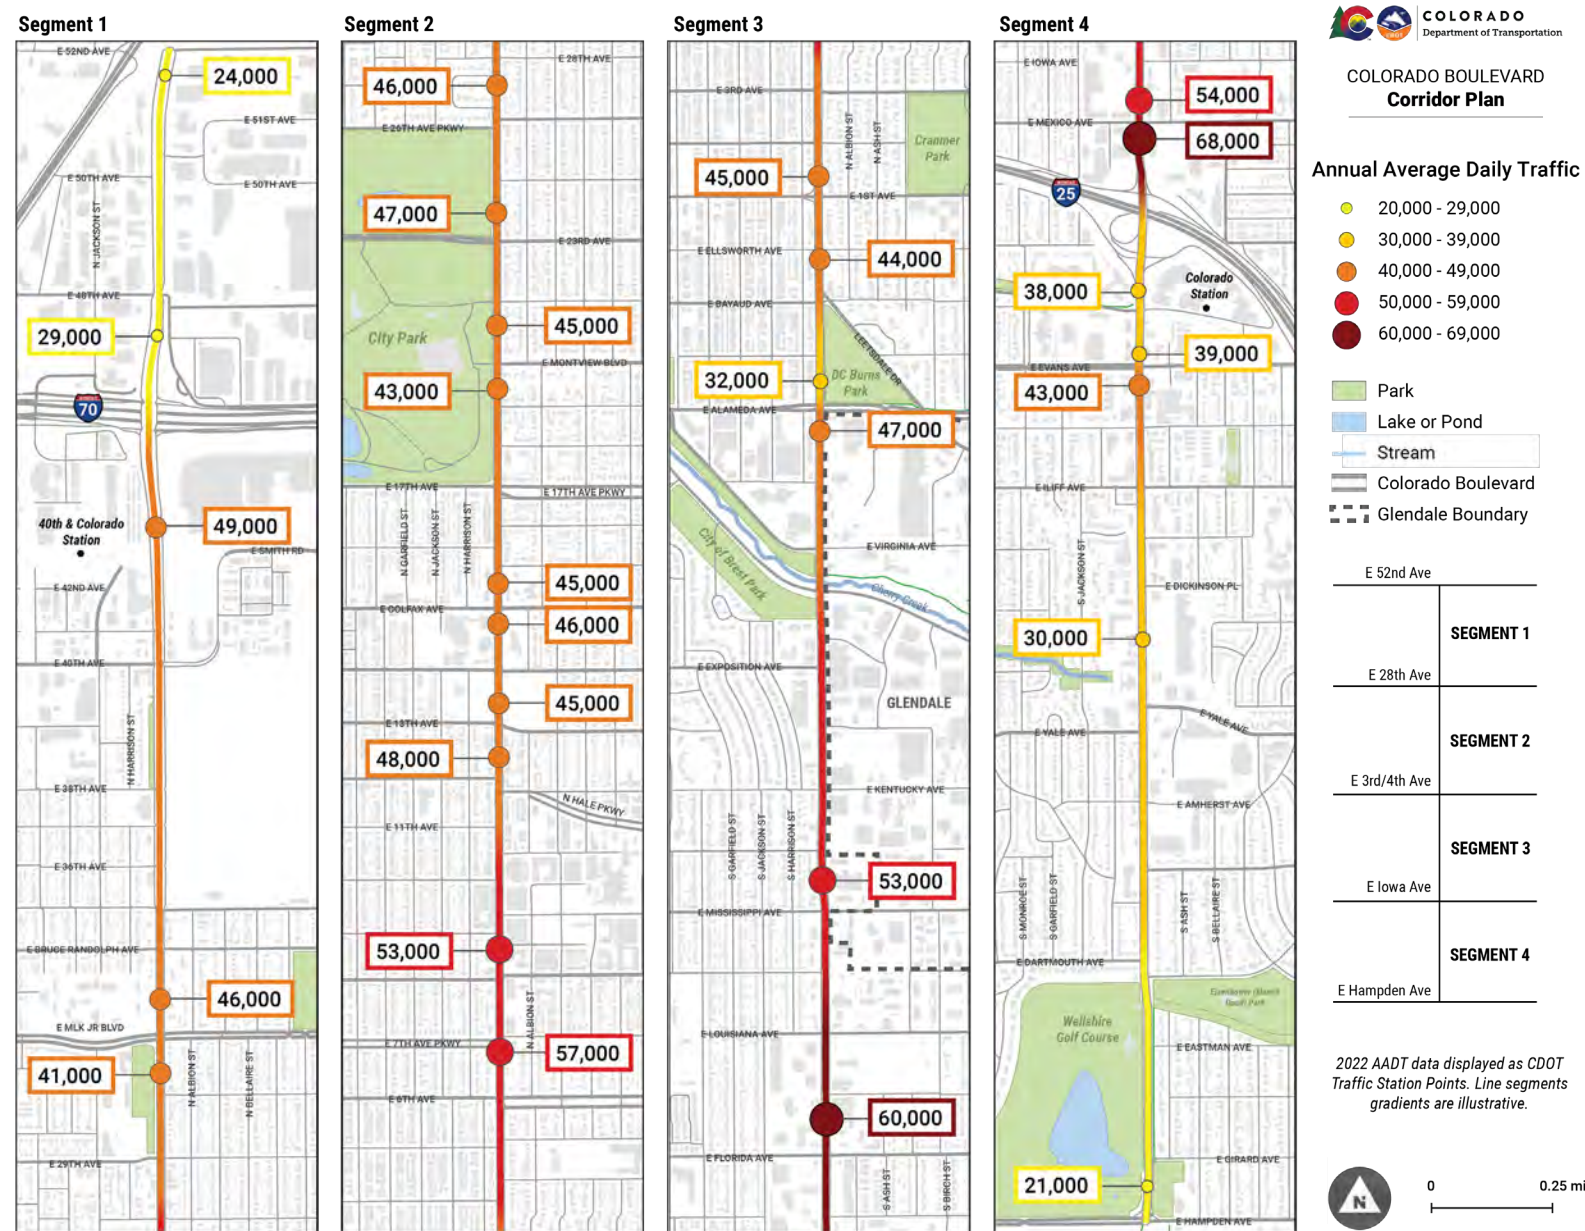 Segment 1
E 52ND AVE
24,000
E 51ST AVE
E 50TH AVE
E 50TH AVE
N JACKSON ST
E 48TH AVE
29,000
70
40th & Colorado
Station
49,000
E SMITH RD
E 42ND AVE
E 40TH AVE
N HARRISON ST
E 38TH AVE
E 36TH AVE
E BRUCE RANDOLPH AVE
46,000
E MLK JR BLVD
41,000
N ALBION ST
N BELLAIRE ST
E 29TH AVE
Segment 2
E 28TH AVE
46,000
E 26TH AVE PKWY
47,000
E 23RD AVE
45,000
City Park
E MONTVIEW BLVD
43,000
E 17TH AVE
E 17TH AVE PKWY
N GARFIELD ST
N JACKSON ST
N HARRISON ST
45,000
E COLFAX AVE
46,000
45,000
E 13TH AVE
48,000
N HALE PKWY
E 11TH AVE
53,000
N ALBION ST
E 7TH AVE PKWY
57,000
E 6TH AVE
Segment 3
E 3RD AVE
N ALBION ST
N ASH ST
Cranmer
Park
45,000
E 1ST AVE
E ELLSWORTH AVE
44,000
E BAYAUD AVE
LEETSDALE DR
32,000
DC Burns
Park
E ALAMEDA AVE
47,000
E VIRGINIA AVE
City of Brest Park
Cherry Creek
E EXPOSITION AVE
GLENDALE
E KENTUCKY AVE
S GARFIELD ST
S JACKSON ST
S HARRISON ST
53,000
E MISSISSIPPI AVE
E LOUISIANA AVE
60,000
E FLORIDA AVE
S ASH ST
S BIRCH ST
Segment 4
E IOWA AVE
54,000
E MEXICO AVE
68,000
25
Colorado
Station
38,000
39,000
E EVANS AVE
43,000
E ILIFF AVE
S JACKSON ST
E DICKINSON PL
30,000
E YALE AVE
E YALE AVE
E AMHERST AVE
S MONROE ST
S GARFIELD ST
S ASH ST
S BELLAIRE ST
E DARTMOUTH AVE
Wellshire
Golf Course
E EASTMAN AVE
E GIRARD AVE
21,000
E HAMPDEN AVE
COLORADO
Department of Transportation
COLORADO BOULEVARD
Corridor Plan
Annual Average Daily Traffic
20,000 - 29,000
30,000 - 39,000
40,000 - 49,000
50,000 - 59,000
60,000 - 69,000
Park
Lake or Pond
Stream
Colorado Boulevard
Glendale Boundary
E 52nd Ave
SEGMENT 1
E 28th Ave
SEGMENT 2
E 3rd/4th Ave
SEGMENT 3
E Iowa Ave
SEGMENT 4
E Hampden Ave
2022 AADT data displayed as CDOT
Traffic Station Points. Line segments
gradients are illustrative.
N
0 0.25 mi